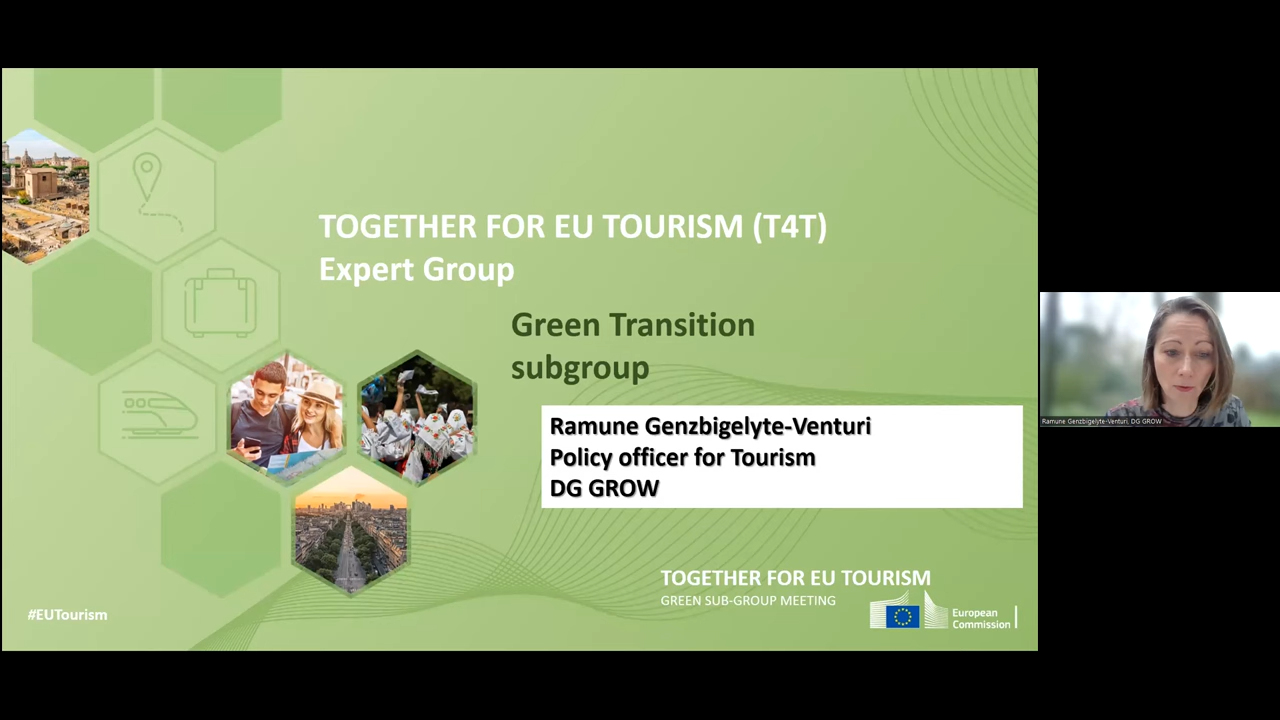 TOGETHER FOR EU TOURISM (T4T)
Expert Group
Green Transition
subgroup
Ramune Genzbigelyte-Venturi
Policy officer for Tourism
DG GROW
TOGETHER FOR EU TOURISM
GREEN SUB-GROUP MEETING
#EUTourism
European
Commission
Ramune Genzbigelyte-Venturi. DG GROW